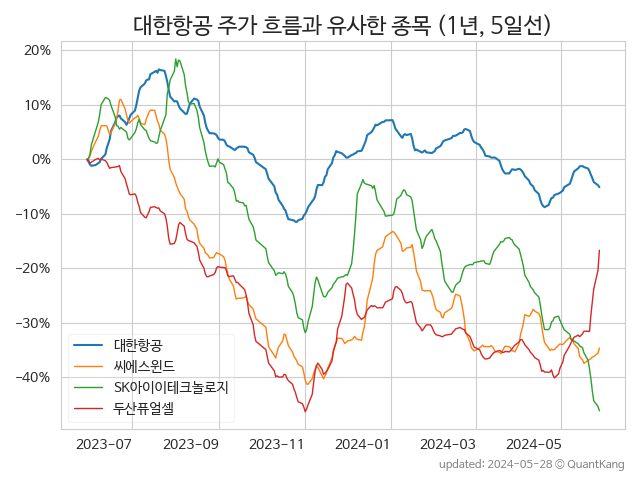 대한항공 주가 흐름과 유사한 종목 (1년, 5일선)
20%
10%
0%
−10%
−20%
−30%
−40%
대한항공
씨에스윈드
SK아이이테크놀로지
두산퓨얼셀
2023−07 2023−09 2023−11 2024−01 2024−03 2024−05
updated: 2024-05-28 © QuantKang